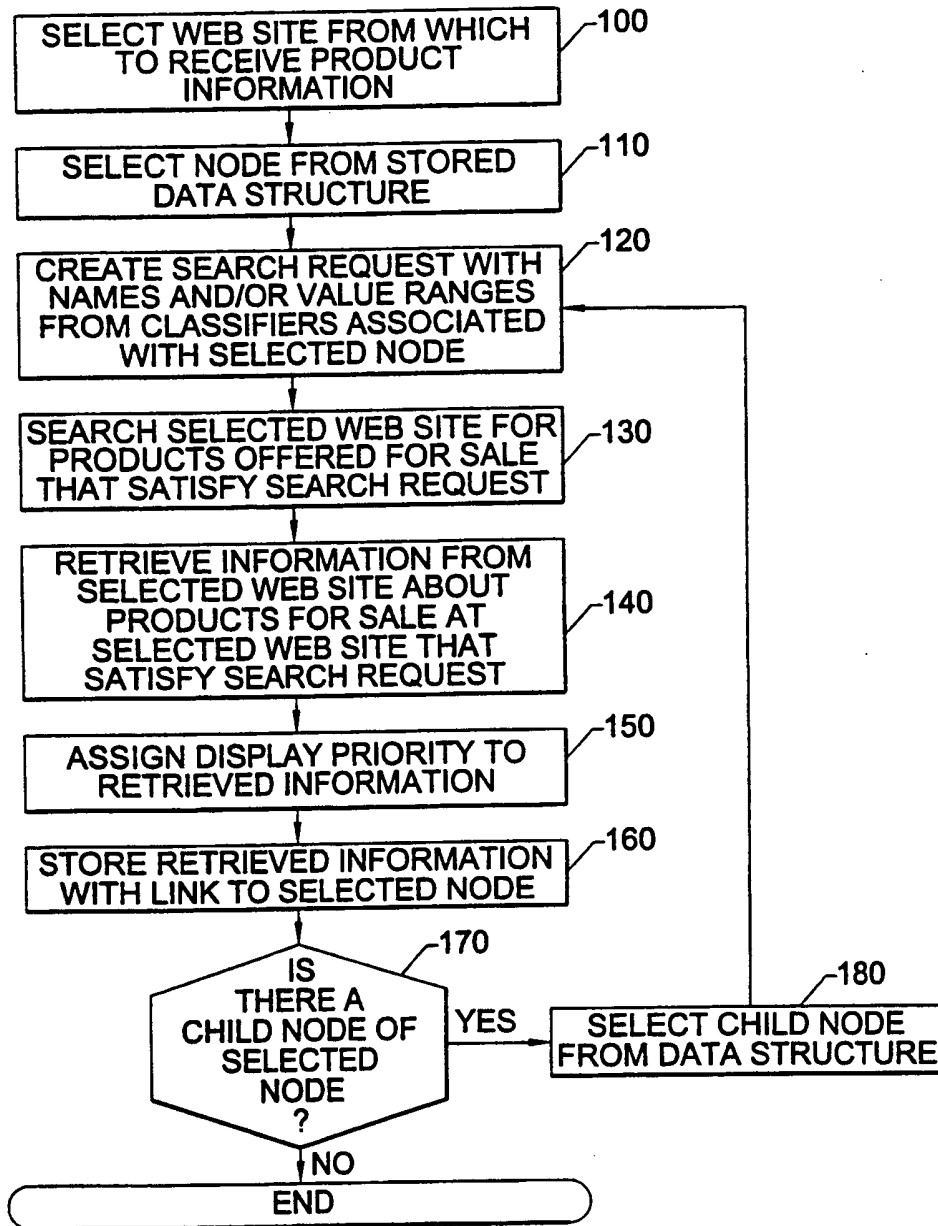 SELECT WEB SITE FROM WHICH
TO RECEIVE PRODUCT
INFORMATION
100
SELECT NODE FROM STORED
DATA STRUCTURE
110
CREATE SEARCH REQUEST WITH
NAMES AND/OR VALUE RANGES
FROM CLASSIFIERS ASSOCIATED
WITH SELECTED NODE
120
SEARCH SELECTED WEB SITE FOR
PRODUCTS OFFERED FOR SALE
THAT SATISFY SEARCH REQUEST
130
RETRIEVE INFORMATION FROM
SELECTED WEB SITE ABOUT
PRODUCTS FOR SALE AT
SELECTED WEB SITE THAT
SATISFY SEARCH REQUEST
140
ASSIGN DISPLAY PRIORITY TO
RETRIEVED INFORMATION
150
STORE RETRIEVED INFORMATION
WITH LINK TO SELECTED NODE
160
IS
THERE A
CHILD NODE OF
SELECTED
NODE
?
170
YES
SELECT CHILD NODE
FROM DATA STRUCTURE
180
NO
END